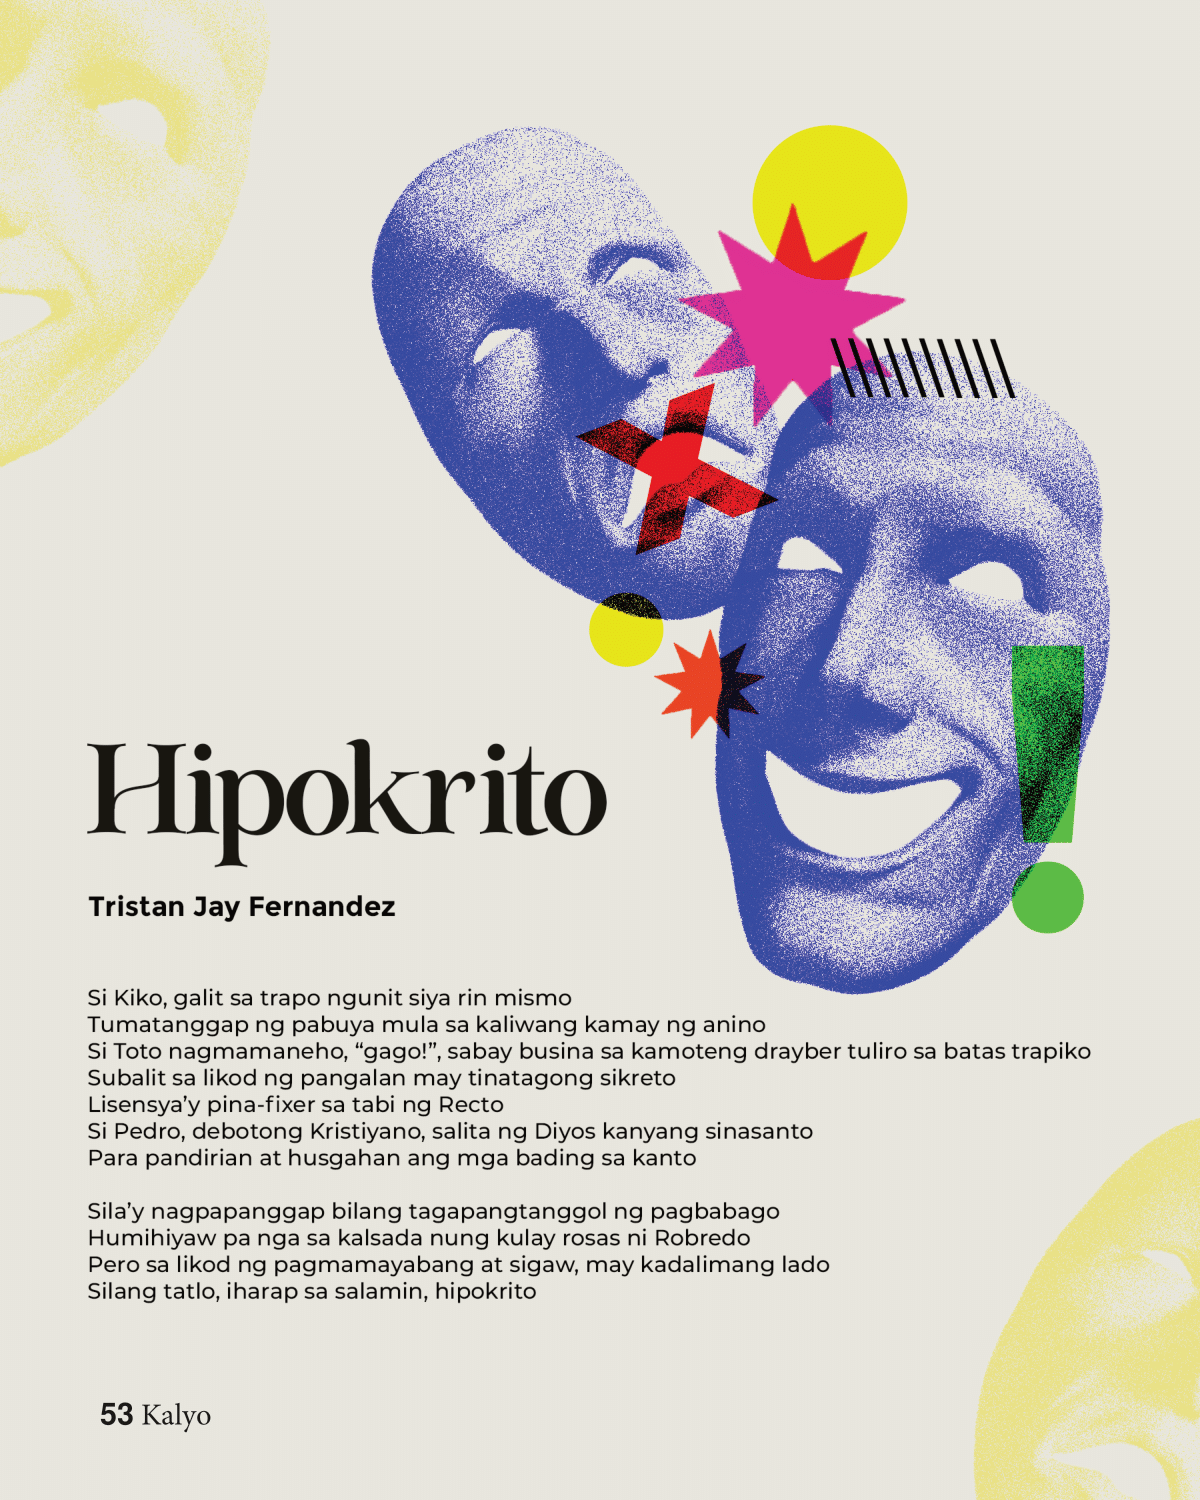 Hipokrito
Tristan Jay Fernandez
Si Kiko, galit sa trapo ngunit siya rin mismo
Tumatanggap ng pabuya mula sa kaliwang kamay ng anino
Si Toto nagmamaneho, “gago!”, sabay busina sa kamoteng drayber tuliro sa batas trapiko
Subalit sa likod ng pangalan may tinatagong sikreto
Lisensya’y pina-fixer sa tabi ng Recto
Si Pedro, debotong Kristiyano, salita ng Diyos kanyang sinasanto
Para pandirian at husgahan ang mga bading sa kanto
Sila’y nagpapanggap bilang tagapangtanggol ng pagbabago
Humihiyaw pa nga sa kalsada nung kulay rosas ni Robredo
Pero sa likod ng pagmamayabang at sigaw, may kadalimang lado
Silang tatlo, iharap sa salamin, hipokrito
53 Kalyo